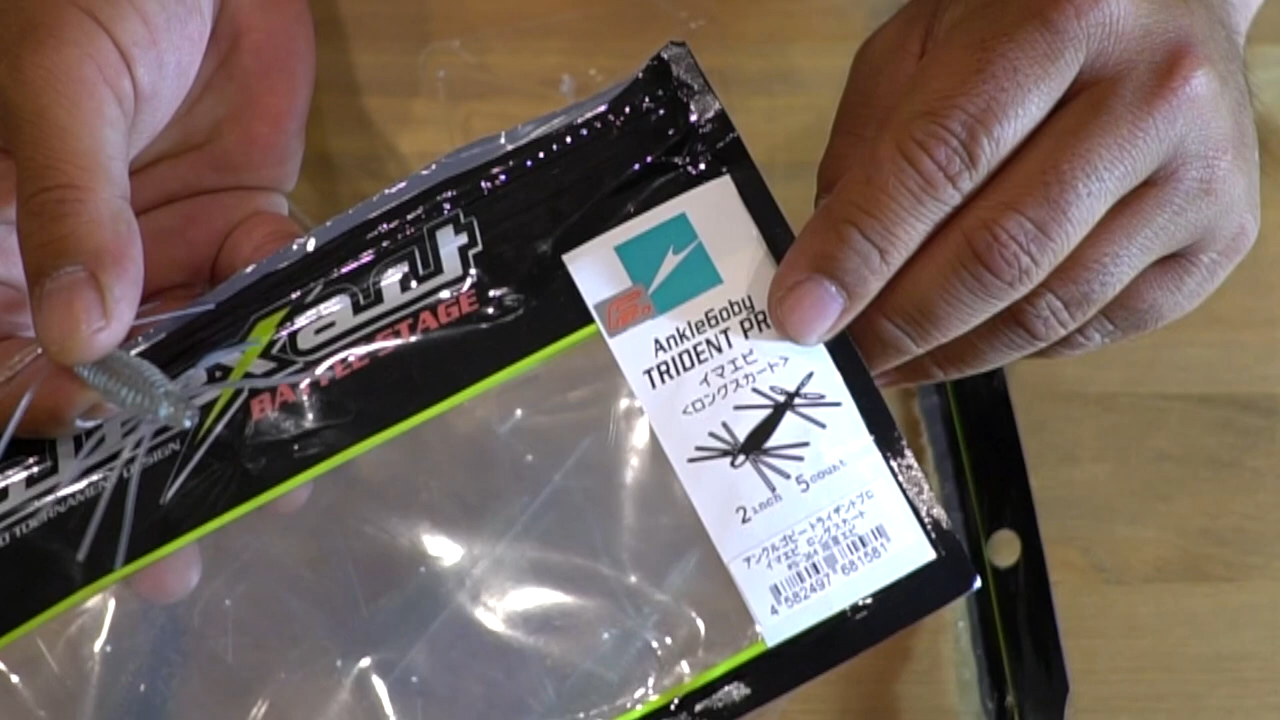 BATTLE STAGE
TOURNAMENT DESIGN
AnkleGoby
TRIDENT PR
イマエビ
<ロングスカート>
2inch 5count
アンクルゴビートライデントプロ
イマエビ ロングスカート
4 582497 681581